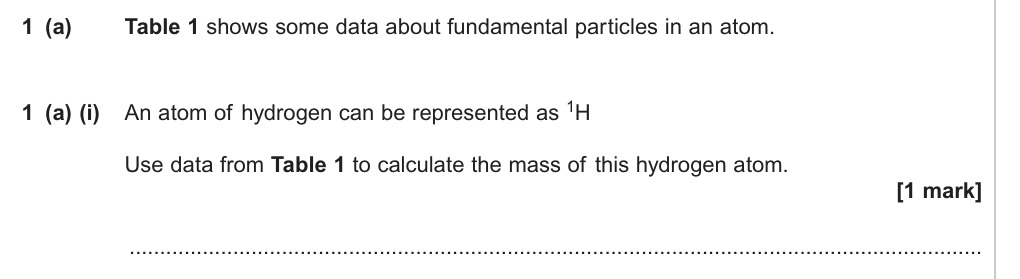 1 (a) Table 1 shows some data about fundamental particles in an atom.
1 (a) (i) An atom of hydrogen can be represented as ¹H
Use data from Table 1 to calculate the mass of this hydrogen atom.
[1 mark]